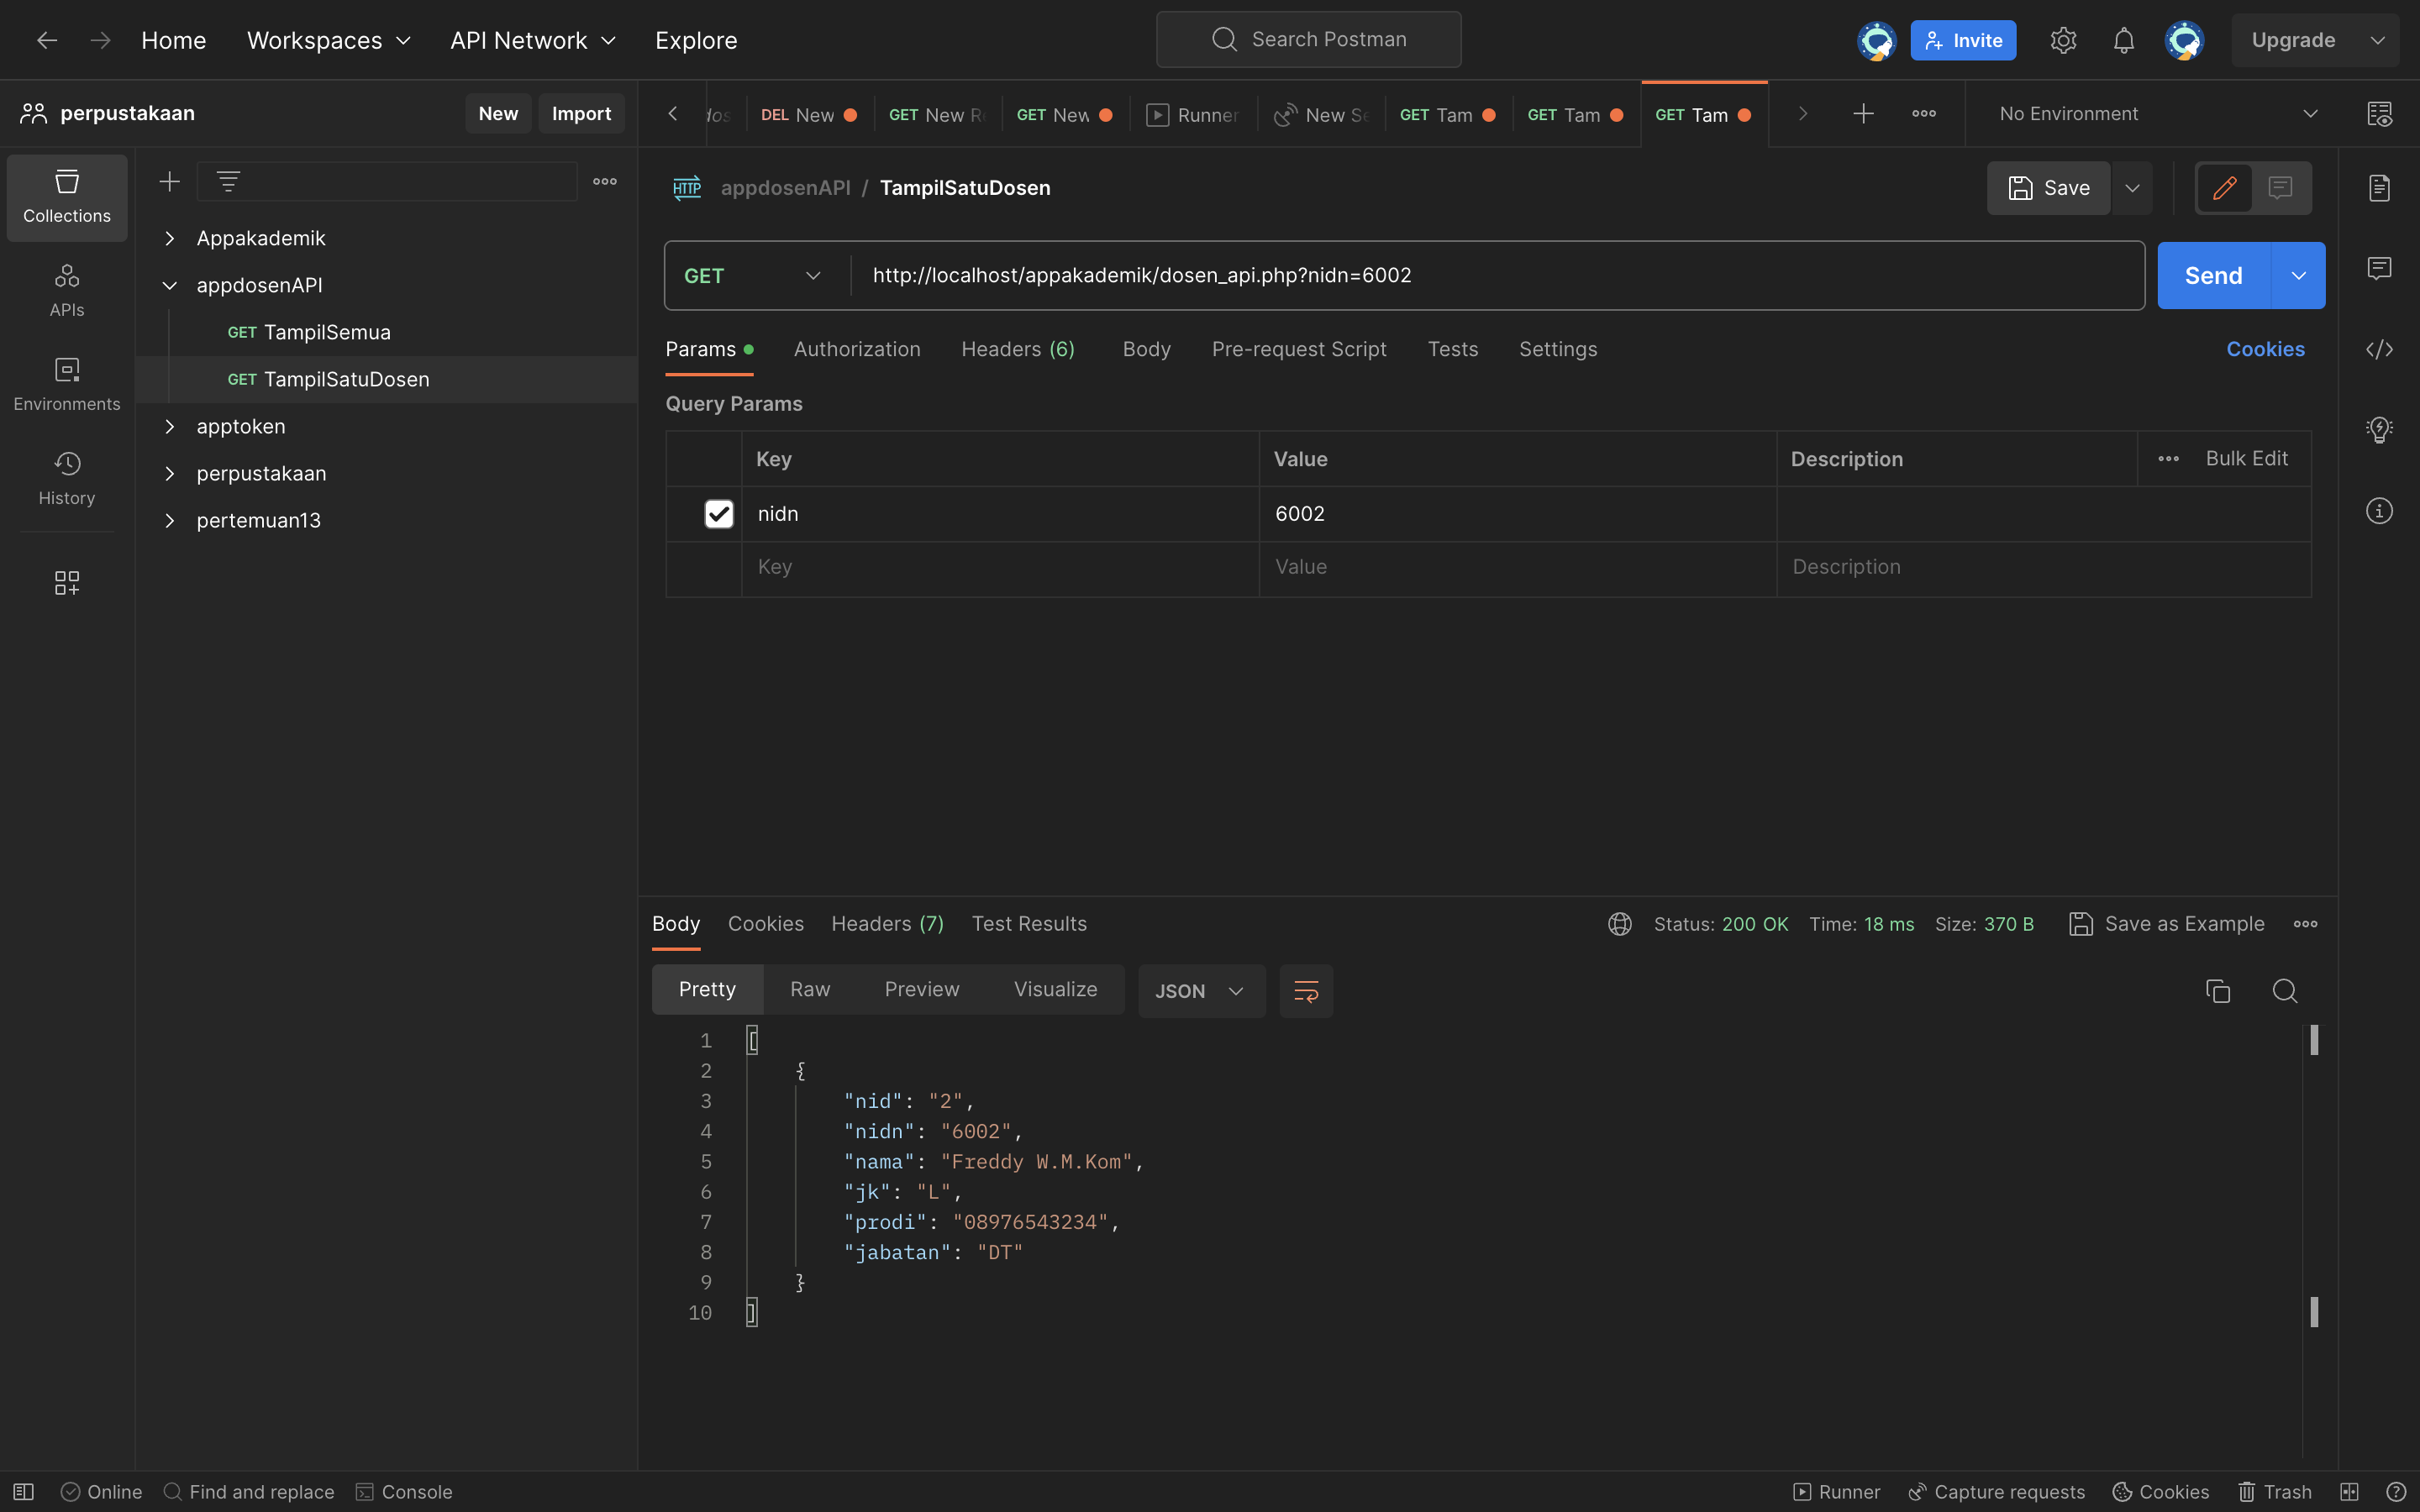 Home Workspaces API Network Explore Search Postman Invite Upgrade
perpustakaan New Import
DEL New GET New GET New Runner New GET Tam GET Tam GET Tam No Environment
Collections
APIs
Environments
History
Appakademik
appdosenAPI
GET TampilSemua
GET TampilSatuDosen
apptoken
perpustakaan
pertemuan13
HTTP appdosenAPI / TampilSatuDosen Save
GET http://localhost/appakademik/dosen_api.php?nidn=6002 Send
Params Authorization Headers (6) Body Pre-request Script Tests Settings Cookies
Query Params
Key Value Description Bulk Edit
nidn 6002
Key Value Description
Body Cookies Headers (7) Test Results Status: 200 OK Time: 18 ms Size: 370 B Save as Example
Pretty Raw Preview Visualize JSON
1 [
2 {
3 "nid": "2",
4 "nidn": "6002",
5 "nama": "Freddy W.M.Kom",
6 "jk": "L",
7 "prodi": "08976543234",
8 "jabatan": "DT"
9 }
10 ]
Online Find and replace Console Runner Capture requests Cookies Trash